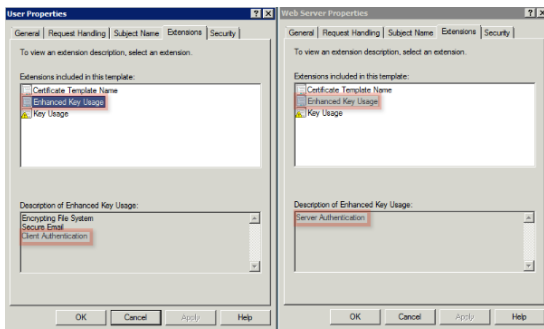 User Properties
General Request Handling Subject Name Extensions Security
To view an extension description, select an extension.
Extensions included in this template:
Certificate Template Name
Enhanced Key Usage
Key Usage
Description of Enhanced Key Usage:
Encrypting File System
Secure Email
Client Authentication
OK Cancel Apply Help
Web Server Properties
General Request Handling Subject Name Extensions Security
To view an extension description, select an extension.
Extensions included in this template:
Certificate Template Name
Enhanced Key Usage
Key Usage
Description of Enhanced Key Usage:
Server Authentication
OK Cancel Apply Help